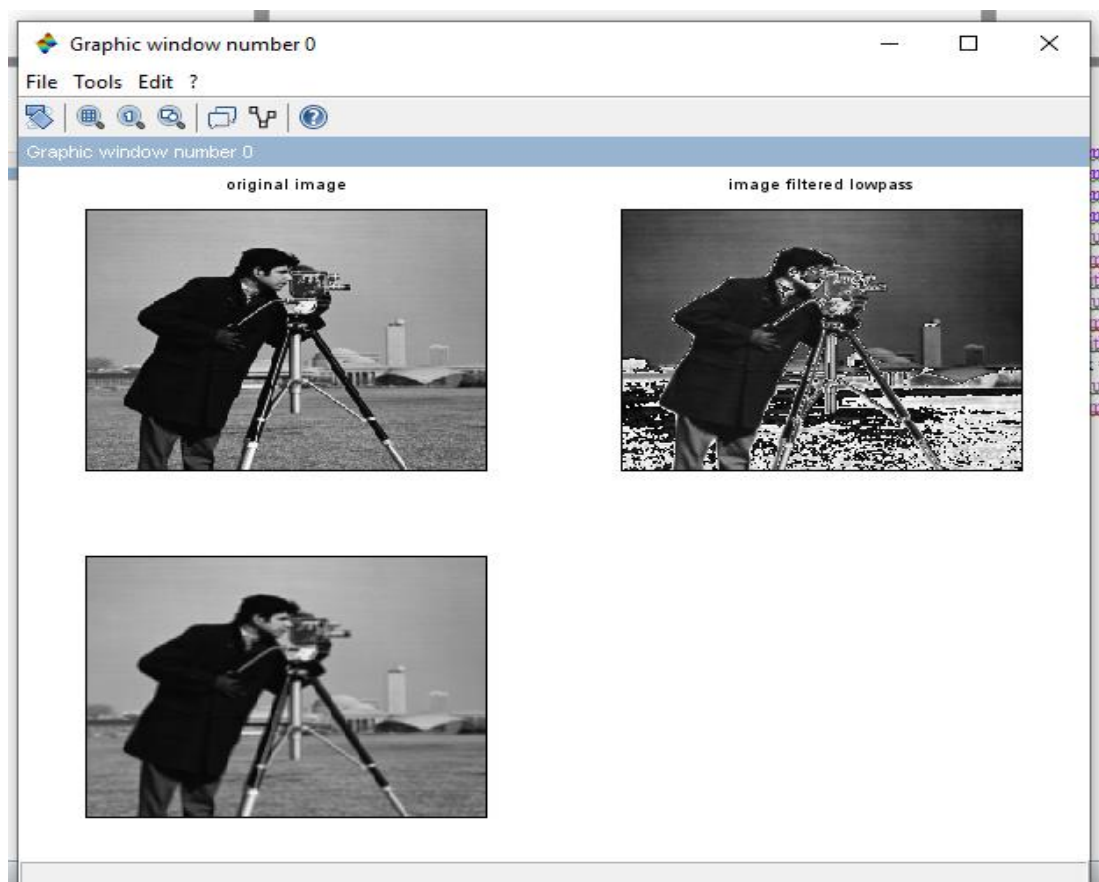 Graphic window number 0
File Tools Edit ?
Graphic window number 0
original image
image filtered lowpass